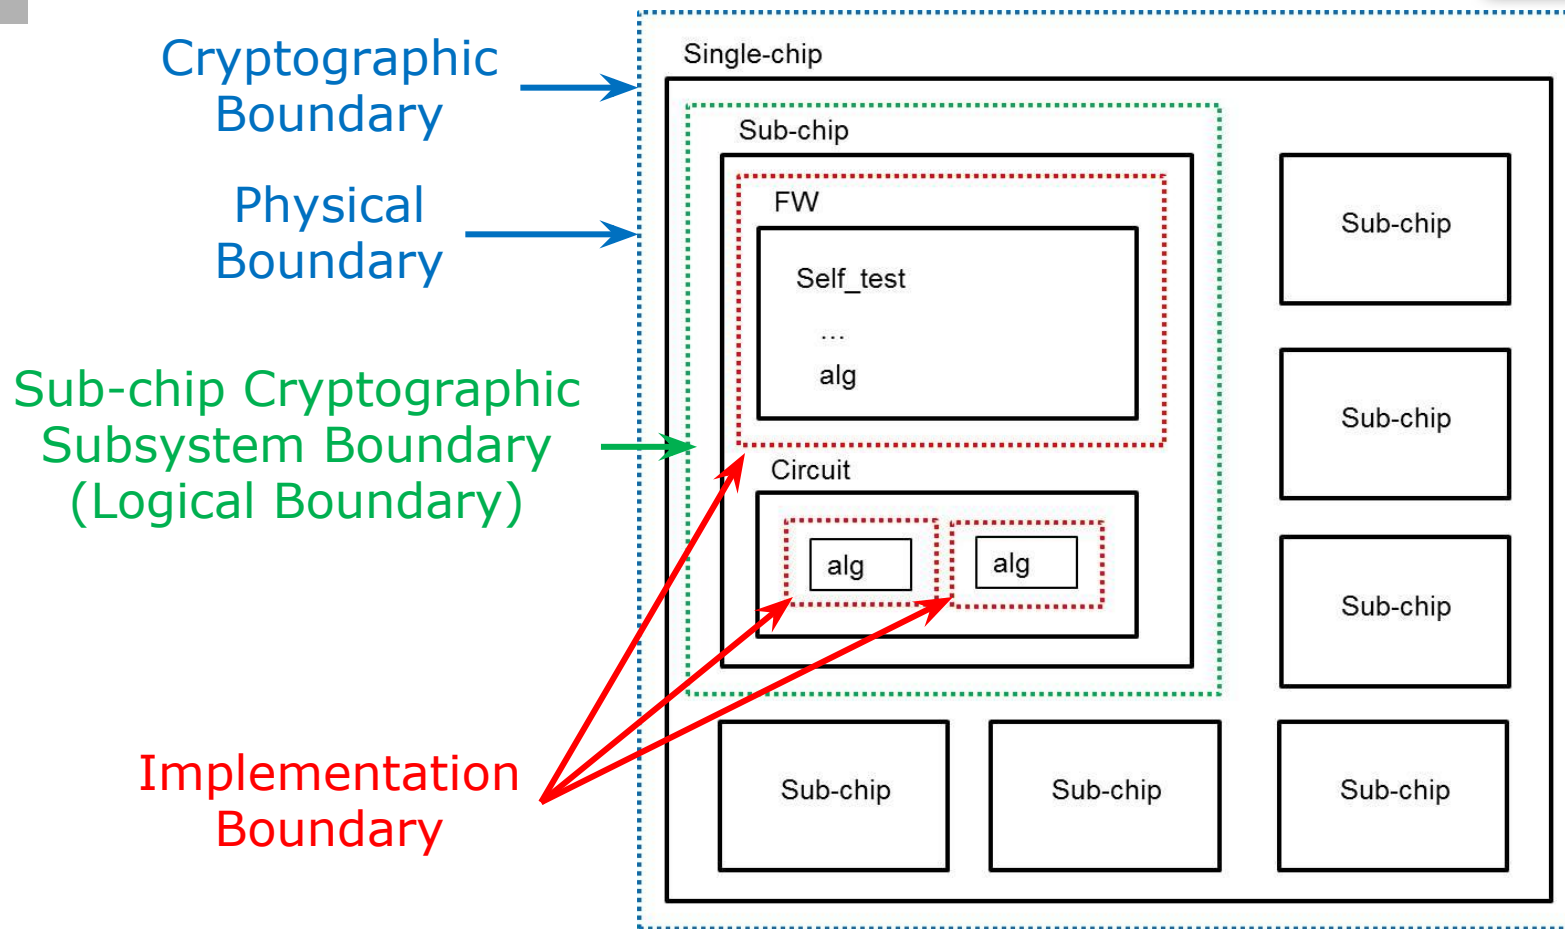 Cryptographic
Boundary
Physical
Boundary
Sub-chip Cryptographic
Subsystem Boundary
(Logical Boundary)
Implementation
Boundary
Single-chip
Sub-chip
FW
Self_test
...
alg
Circuit
alg
alg
Sub-chip
Sub-chip
Sub-chip
Sub-chip
Sub-chip
Sub-chip